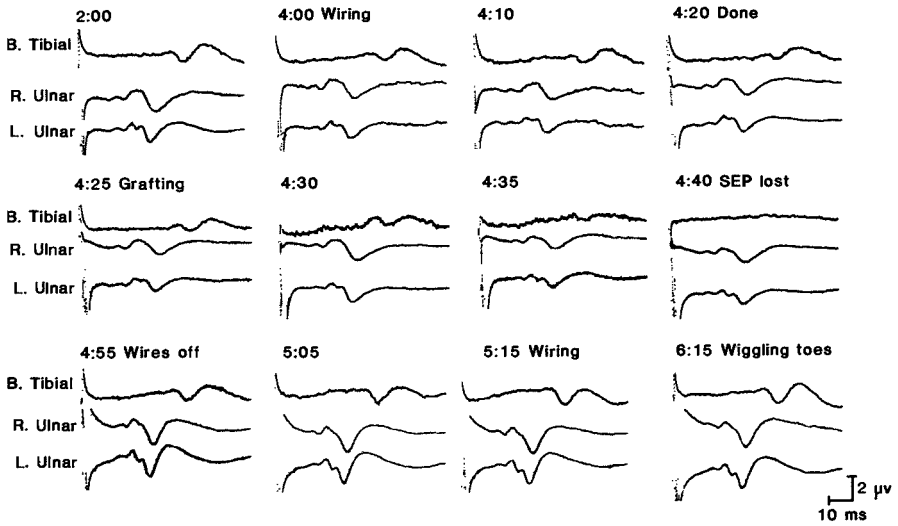 2:00 4:00 Wiring 4:10 4:20 Done
B. Tibial
R. Ulnar
L. Ulnar
4:25 Grafting 4:30 4:35 4:40 SEP lost
B. Tibial
R. Ulnar
L. Ulnar
4:55 Wires off 5:05 5:15 Wiring 6:15 Wiggling toes
B. Tibial
R. Ulnar
L. Ulnar
2 μv
10 ms